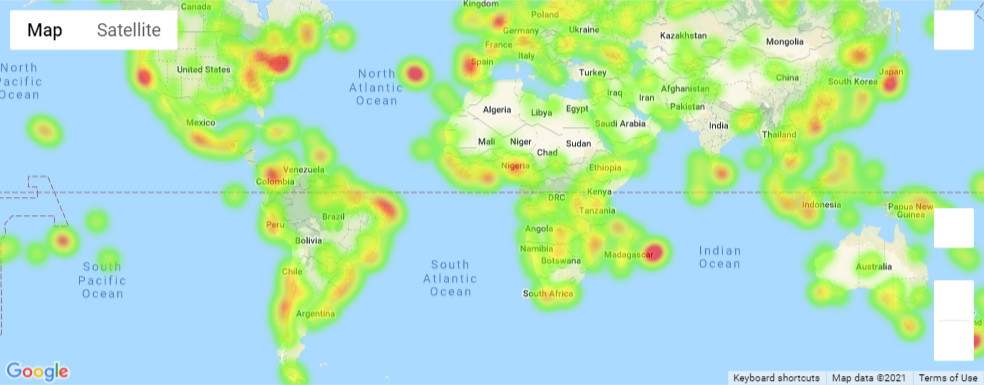 Canada
Kingdom
Poland
Map
Satellite
Germany
Ukraine
Kazakhstan
Mongolia
France
Italy
North
Pacific
Ocean
United States
North
Atlantic
Ocean
Spain
Turkey
China
South Korea
Japan
Iraq
Iran
Afghanistan
Pakistan
Algeria
Libya
Egypt
Saudi Arabia
India
Mexico
Mali
Niger
Chad
Sudan
Thailand
Venezuela
Colombia
Nigeria
Ethiopia
DRC
Kenya
Tanzania
Indonesia
Papua New
Guinea
Peru
Brazil
Bolivia
Angola
Namibia
Botswana
Madagascar
Indian
Ocean
South
Pacific
Ocean
South
Atlantic
Ocean
Chile
Argentina
South Africa
Australia
Google
Keyboard shortcuts
Map data ©2021
Terms of Use